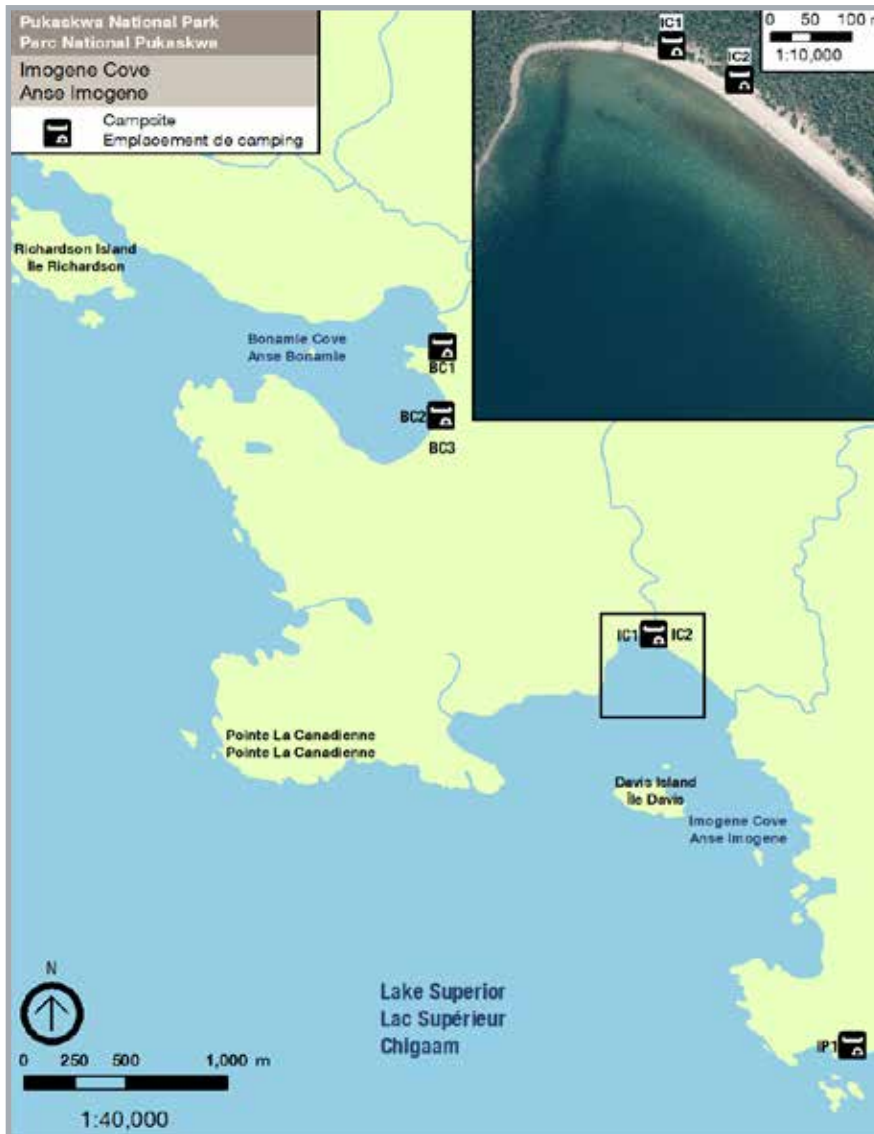 Pukaskwa National Park
Parc National Pukaskwa
Imogene Cove
Anse Imogene
Campsite
Emplacement de camping
IC1
IC2
0 50 100 m
1:10,000
Richardson Island
Île Richardson
Bonamie Cove
Anse Bonamie
BC1
BC2
BC3
IC1 IC2
Pointe La Canadienne
Pointe La Canadienne
Davis Island
Île Davis
Imogene Cove
Anse Imogene
Lake Superior
Lac Supérieur
Chigaam
IP1
N
0 250 500 1,000 m
1:40,000